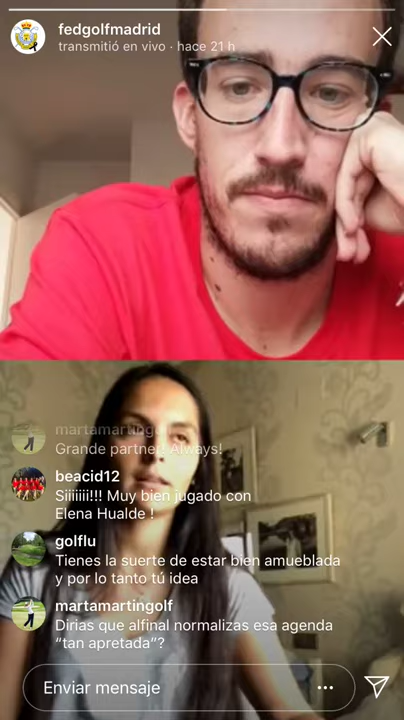 fedgolfmadrid
transmitió en vivo · hace 21 h
martamartingolf
Grande partner! Always!
beacid12
Siiiiiii!!! Muy bien jugado con
Elena Hualde !
golflu
Tienes la suerte de estar bien amueblada
y por lo tanto tú idea
martamartingolf
Dirias que alfinal normalizas esa agenda
“tan apretada”?
Enviar mensaje